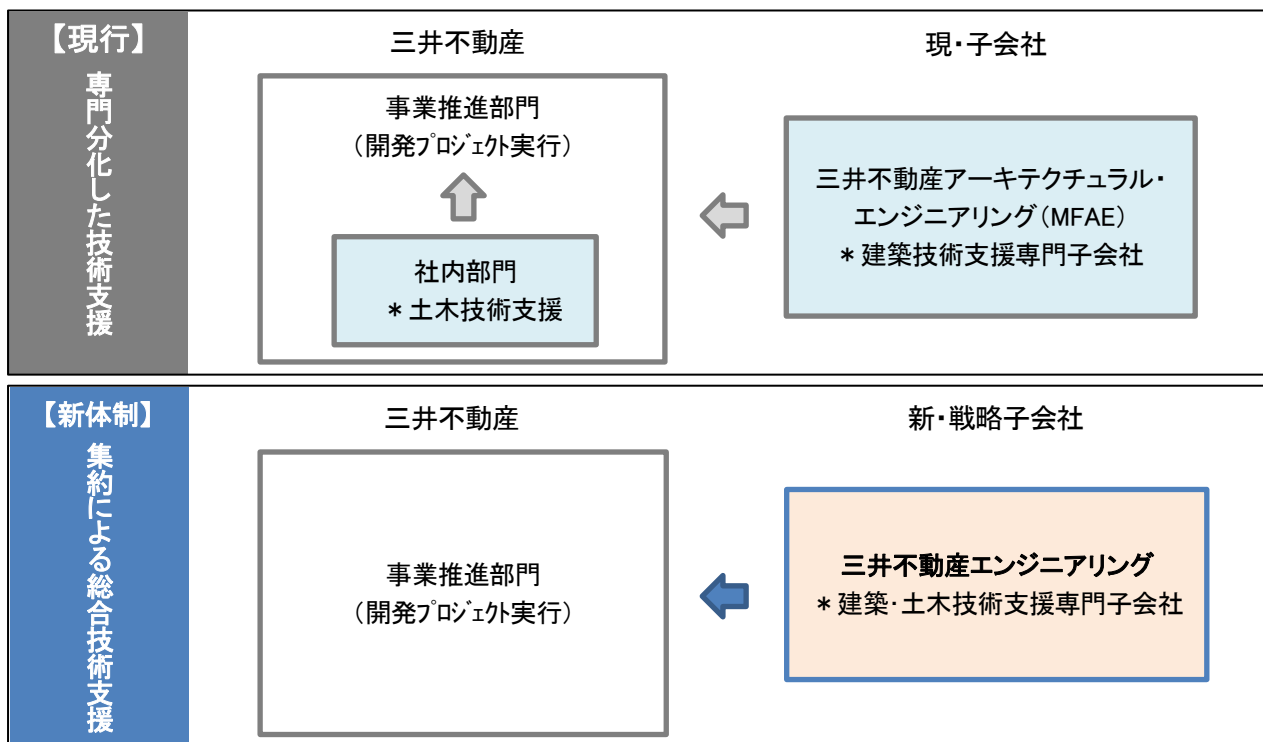 【現行】
専門分化した技術支援
三井不動産
現・子会社
事業推進部門
（開発プロジェクト実行）
社内部門
＊土木技術支援
三井不動産アーキテクチュラル・
エンジニアリング（MFAE）
＊建築技術支援専門子会社
【新体制】
集約による総合技術支援
三井不動産
新・戦略子会社
事業推進部門
（開発プロジェクト実行）
三井不動産エンジニアリング
＊建築・土木技術支援専門子会社